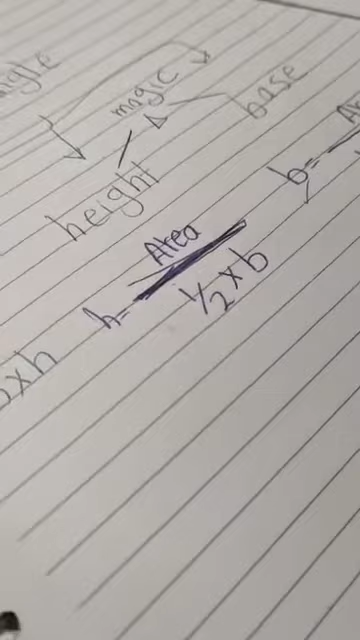 magic
Δ
base
height
h= Area
1/2 x b
b= A
xh